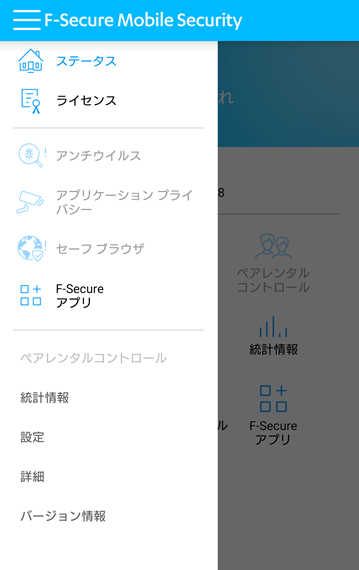 F-Secure Mobile Security
ステータス
ライセンス
アンチウイルス
アプリケーション プライ
バシー
セーフ ブラウザ
F-Secure
アプリ
ペアレンタルコントロール
統計情報
設定
詳細
バージョン情報
れ
8
ペアレンタル
コントロール
統計情報
ル
F-Secure
アプリ